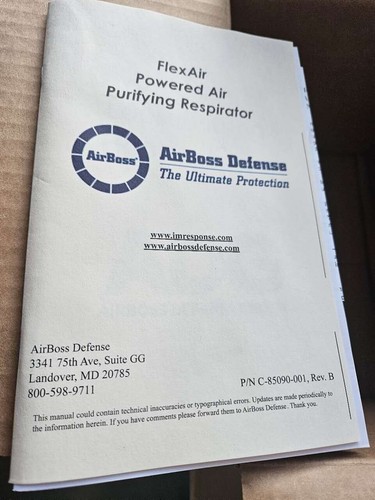 FlexAir
Powered Air
Purifying Respirator
AirBoss®
AirBoss Defense
The Ultimate Protection
www.imresponse.com
www.airbossdefense.com
AirBoss Defense
3341 75th Ave, Suite GG
Landover, MD 20785
800-598-9711
P/N C-85090-001, Rev. B
This manual could contain technical inaccuracies or typographical errors. Updates are made periodically to
the information herein. If you have comments please forward them to AirBoss Defense. Thank you.